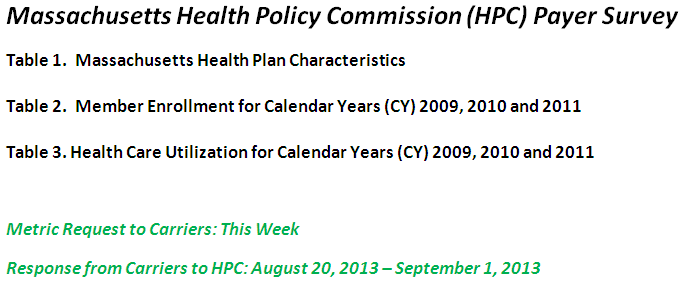 Massachusetts Health Policy Commission (HPC) Payer Survey
Table 1.  Massachusetts Health Plan Characteristics
Table 2.  Member Enrollment for Calendar Years (CY) 2009, 2010 and 2011
Table 3. Health Care Utilization for Calendar Years (CY) 2009, 2010 and 2011
Metric Request to Carriers: This Week
Response from Carriers to HPC: August 20, 2013 – September 1, 2013